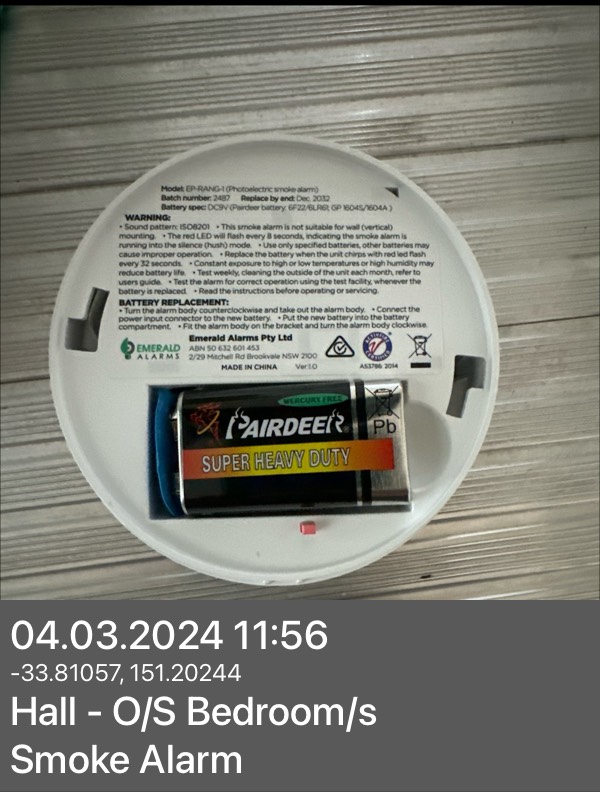 Model: EP-RANG-1 (Photoelectric smoke alarm)
Batch number: 2487 Replace by end: Dec, 2032
Battery spec: DC9V (Pairdeer battery, 6F22/6LR61, GP 1604S/1604A )
WARNING:
• Sound pattern: ISO8201 • This smoke alarm is not suitable for wall (vertical)
mounting. • The red LED will flash every 8 seconds, indicating the smoke alarm is
running into the silence (hush) mode. • Use only specified batteries, other batteries may
cause improper operation. • Replace the battery when the unit chirps with red led flash
every 32 seconds. • Constant exposure to high or low temperatures or high humidity may
reduce battery life. • Test weekly, cleaning the outside of the unit each month, refer to
users guide. • Test the alarm for correct operation using the test facility, whenever the
battery is replaced. • Read the instructions before operating or servicing.
BATTERY REPLACEMENT:
• Turn the alarm body counterclockwise and take out the alarm body. • Connect the
power input connector to the new battery. • Put the new battery into the battery
compartment. • Fit the alarm body on the bracket and turn the alarm body clockwise.
EMERALD
ALARMS
Emerald Alarms Pty Ltd
ABN 50 632 601 453
2/29 Mitchell Rd Brookvale NSW 2100
MADE IN CHINA Ver:1.0
AS3786: 2014
MERCURY FREE
PAIRDEER
SUPER HEAVY DUTY
Pb
04.03.2024 11:56
-33.81057, 151.20244
Hall - O/S Bedroom/s
Smoke Alarm